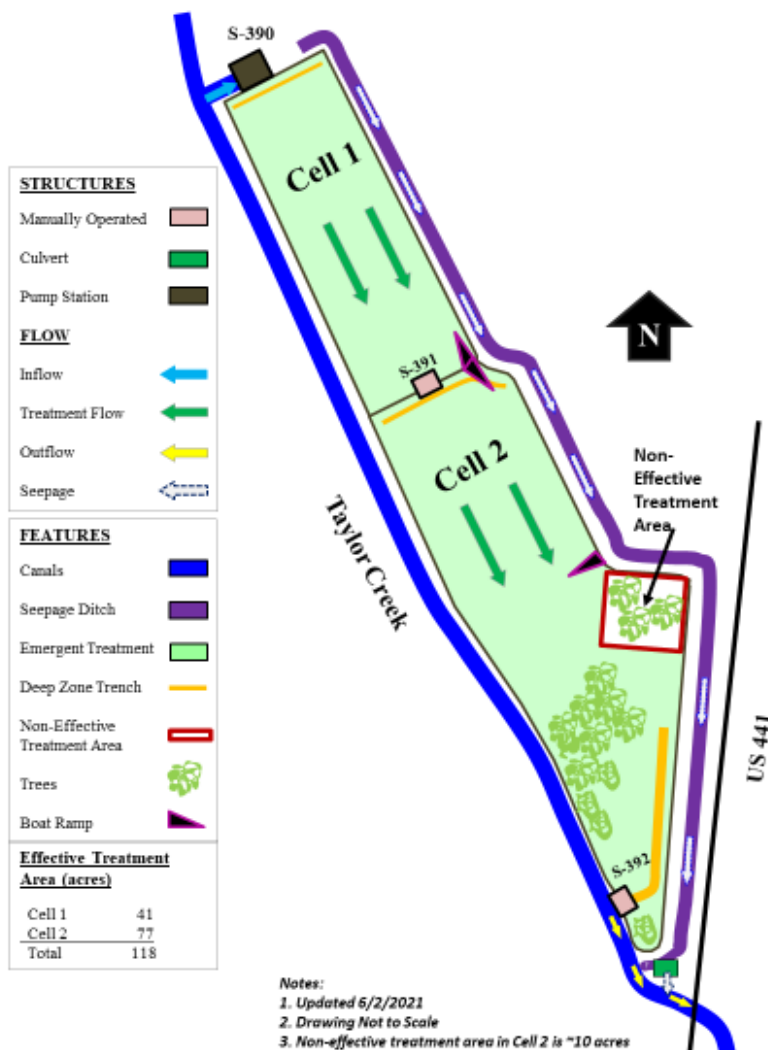 S-390
Cell 1
STRUCTURES
Manually Operated
Culvert
Pump Station
FLOW
Inflow
Treatment Flow
Outflow
Seepage
N
S-391
Cell 2
Non-
Effective
Treatment
Area
Taylor Creek
FEATURES
Canals
Seepage Ditch
Emergent Treatment
Deep Zone Trench
Non-Effective
Treatment Area
Trees
Boat Ramp
US 441
S-392
Effective Treatment
Area (acres)
Cell 1 41
Cell 2 77
Total 118
Notes:
1. Updated 6/2/2021
2. Drawing Not to Scale
3. Non-effective treatment area in Cell 2 is ~10 acres